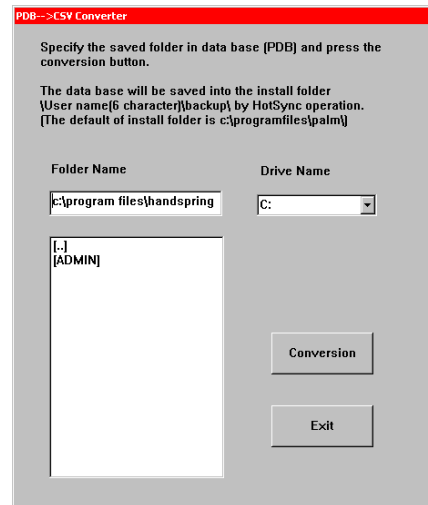 PDB-->CSV Converter
Specify the saved folder in data base (PDB) and press the
conversion button.
The data base will be saved into the install folder
\User name(6 character)\backup\ by HotSync operation.
(The default of install folder is c:\programfiles\palm\)
Folder Name
Drive Name
c:\program files\handspring
C:
[..]
[ADMIN]
Conversion
Exit